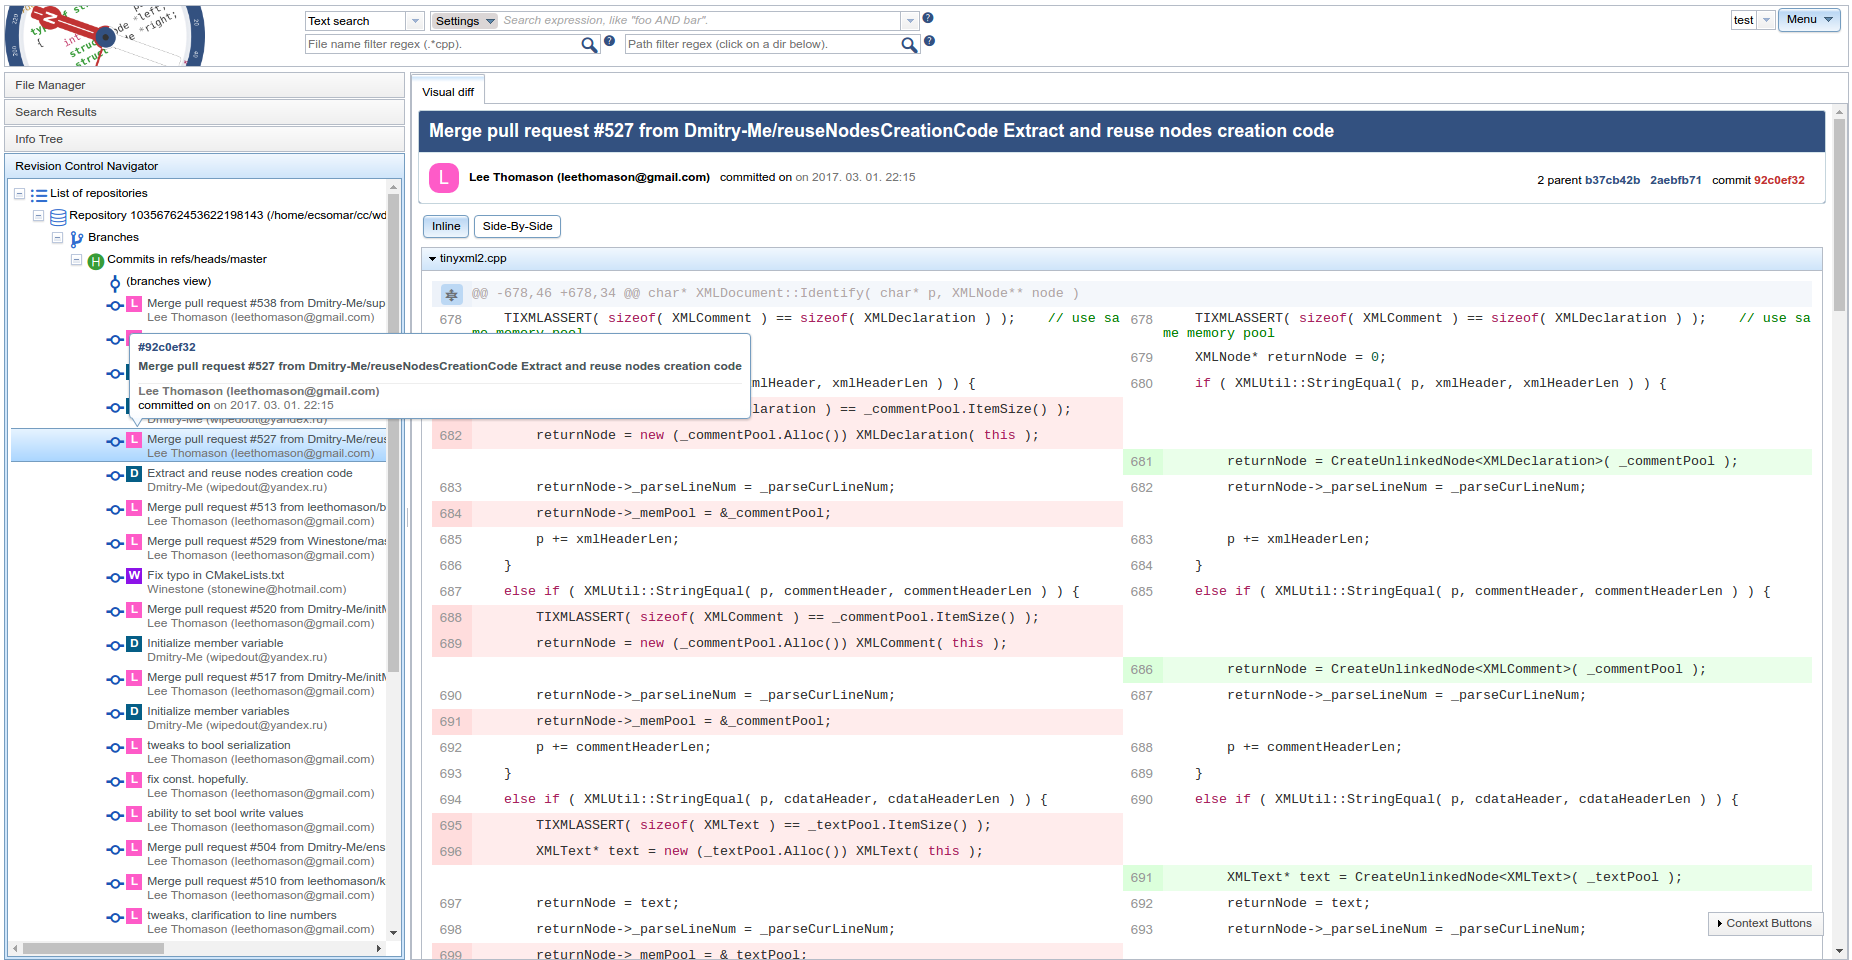 Text search
Settings
Search expression, like "foo AND bar".
File name filter regex (.*cpp).
Path filter regex (click on a dir below).
test
Menu
File Manager
Search Results
Info Tree
Revision Control Navigator
List of repositories
Repository 10356762453622198143 (/home/ecsomar/cc/wd
Branches
Commits in refs/heads/master
(branches view)
Merge pull request #538 from Dmitry-Me/sup
Lee Thomason (leethomason@gmail.com)
#92c0ef32
Merge pull request #527 from Dmitry-Me/reuseNodesCreationCode Extract and reuse nodes creation code
Lee Thomason (leethomason@gmail.com)
committed on on 2017. 03. 01. 22:15
Dmitry-Me (wipedout@yandex.ru)
Merge pull request #527 from Dmitry-Me/reus
Lee Thomason (leethomason@gmail.com)
Extract and reuse nodes creation code
Dmitry-Me (wipedout@yandex.ru)
Merge pull request #513 from leethomason/b
Lee Thomason (leethomason@gmail.com)
Merge pull request #529 from Winestone/mas
Lee Thomason (leethomason@gmail.com)
Fix typo in CMakeLists.txt
Winestone (stonewine@hotmail.com)
Merge pull request #520 from Dmitry-Me/initM
Lee Thomason (leethomason@gmail.com)
Initialize member variable
Dmitry-Me (wipedout@yandex.ru)
Merge pull request #517 from Dmitry-Me/initM
Lee Thomason (leethomason@gmail.com)
Initialize member variables
Dmitry-Me (wipedout@yandex.ru)
tweaks to bool serialization
Lee Thomason (leethomason@gmail.com)
fix const. hopefully.
Lee Thomason (leethomason@gmail.com)
ability to set bool write values
Lee Thomason (leethomason@gmail.com)
Merge pull request #504 from Dmitry-Me/ens
Lee Thomason (leethomason@gmail.com)
Merge pull request #510 from leethomason/k
Lee Thomason (leethomason@gmail.com)
tweaks, clarification to line numbers
Lee Thomason (leethomason@gmail.com)
Visual diff
Merge pull request #527 from Dmitry-Me/reuseNodesCreationCode Extract and reuse nodes creation code
L Lee Thomason (leethomason@gmail.com) committed on on 2017. 03. 01. 22:15
2 parent b37cb42b 2aebfb71 commit 92c0ef32
Inline
Side-By-Side
tinyxml2.cpp
@@ -678,46 +678,34 @@ char* XMLDocument::Identify( char* p, XMLNode** node )
678 TIXMLASSERT( sizeof( XMLComment ) == sizeof( XMLDeclaration ) ); // use sa
me memory pool
mlHeader, xmlHeaderLen ) ) {
laration ) == _commentPool.ItemSize() );
682 returnNode = new (_commentPool.Alloc()) XMLDeclaration( this );
683 returnNode->_parseLineNum = _parseCurLineNum;
684 returnNode->_memPool = &_commentPool;
685 p += xmlHeaderLen;
686 }
687 else if ( XMLUtil::StringEqual( p, commentHeader, commentHeaderLen ) ) {
688 TIXMLASSERT( sizeof( XMLComment ) == _commentPool.ItemSize() );
689 returnNode = new (_commentPool.Alloc()) XMLComment( this );
690 returnNode->_parseLineNum = _parseCurLineNum;
691 returnNode->_memPool = &_commentPool;
692 p += commentHeaderLen;
693 }
694 else if ( XMLUtil::StringEqual( p, cdataHeader, cdataHeaderLen ) ) {
695 TIXMLASSERT( sizeof( XMLText ) == _textPool.ItemSize() );
696 XMLText* text = new (_textPool.Alloc()) XMLText( this );
697 returnNode = text;
698 returnNode->_parseLineNum = _parseCurLineNum;
699 returnNode->_memPool = &_textPool;
678 TIXMLASSERT( sizeof( XMLComment ) == sizeof( XMLDeclaration ) ); // use sa
me memory pool
679 XMLNode* returnNode = 0;
680 if ( XMLUtil::StringEqual( p, xmlHeader, xmlHeaderLen ) ) {
681 returnNode = CreateUnlinkedNode<XMLDeclaration>( _commentPool );
682 returnNode->_parseLineNum = _parseCurLineNum;
683 p += xmlHeaderLen;
684 }
685 else if ( XMLUtil::StringEqual( p, commentHeader, commentHeaderLen ) ) {
686 returnNode = CreateUnlinkedNode<XMLComment>( _commentPool );
687 returnNode->_parseLineNum = _parseCurLineNum;
688 p += commentHeaderLen;
689 }
690 else if ( XMLUtil::StringEqual( p, cdataHeader, cdataHeaderLen ) ) {
691 XMLText* text = CreateUnlinkedNode<XMLText>( _textPool );
692 returnNode = text;
693 returnNode->_parseLineNum = _parseCurLineNum;
Context Buttons